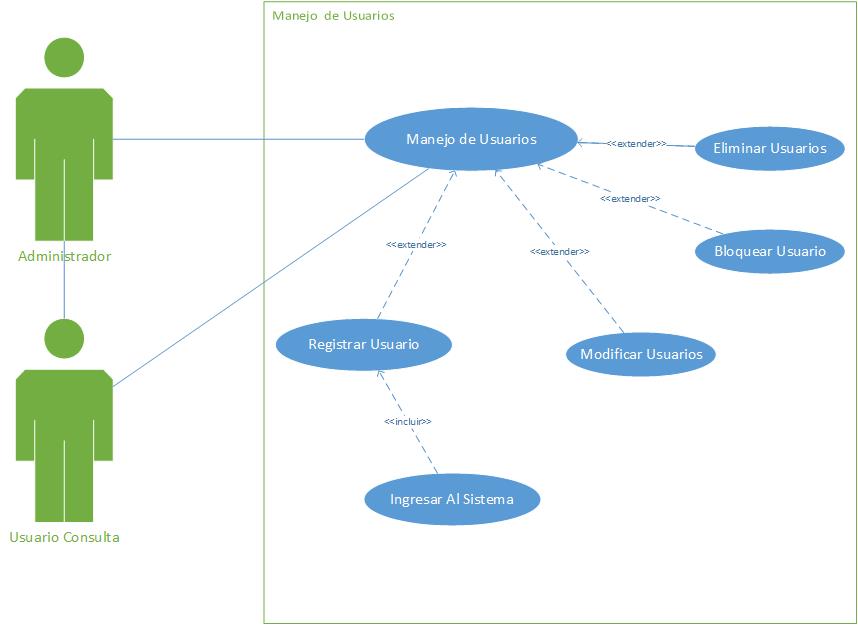 Manejo de Usuarios
Manejo de Usuarios
<<extender>>
Eliminar Usuarios
<<extender>>
Bloquear Usuario
Administrador
<<extender>>
<<extender>>
Registrar Usuario
Modificar Usuarios
<<incluir>>
Ingresar Al Sistema
Usuario Consulta